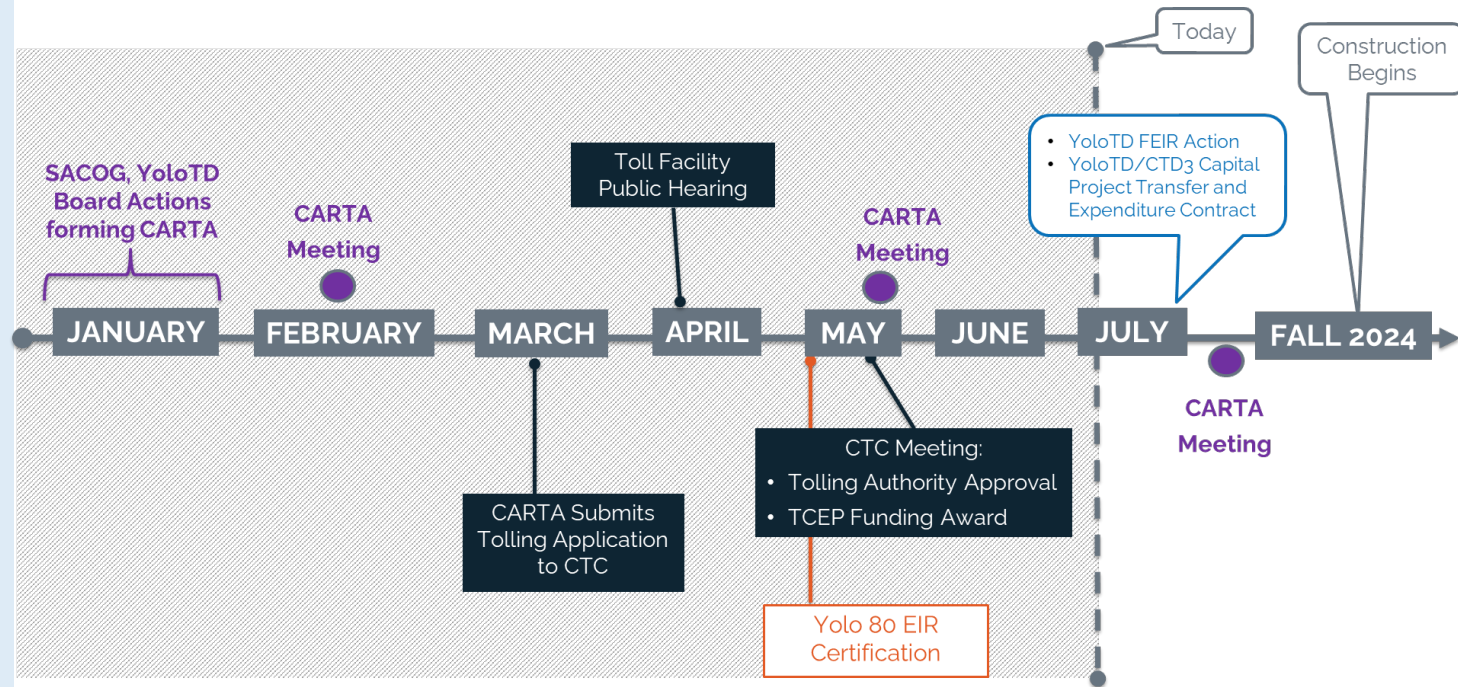 Today
Construction
Begins
• YoloTD FEIR Action
• YoloTD/CTD3 Capital
Project Transfer and
Expenditure Contract
Toll Facility
Public Hearing
SACOG, YoloTD
Board Actions
forming CARTA
CARTA
Meeting
CARTA
Meeting
JANUARY
FEBRUARY
MARCH
APRIL
MAY
JUNE
JULY
FALL 2024
CARTA
Meeting
CTC Meeting:
• Tolling Authority Approval
• TCEP Funding Award
CARTA Submits
Tolling Application
to CTC
Yolo 80 EIR
Certification